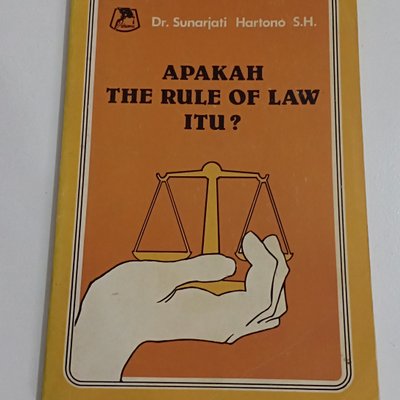 Dr. Sunarjati Hartono S.H.
APAKAH
THE RULE OF LAW
ITU?